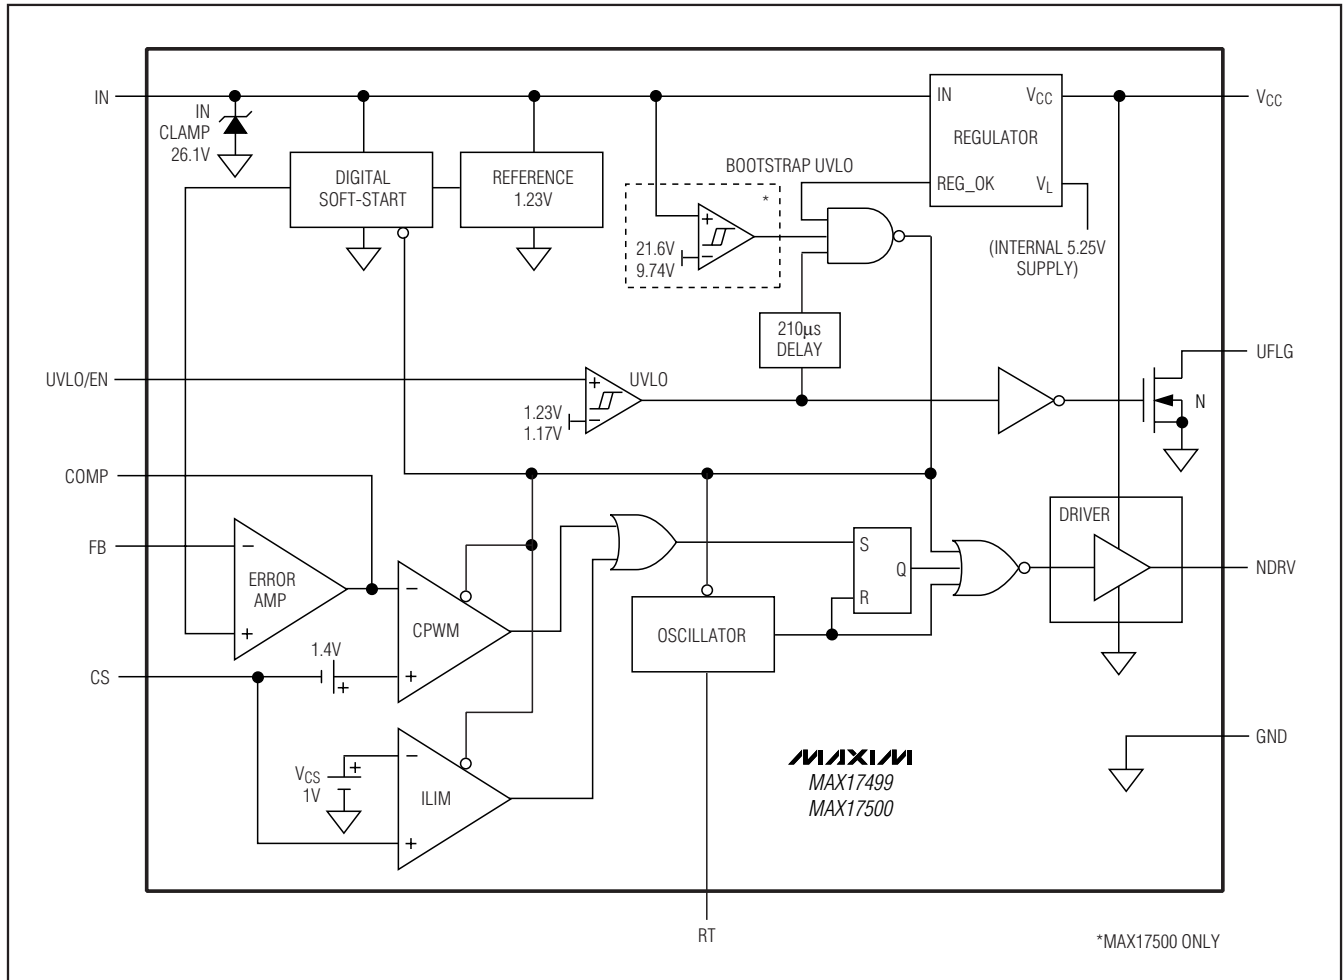 IN
IN
CLAMP
26.1V
DIGITAL
SOFT-START
REFERENCE
1.23V
BOOTSTRAP UVLO
*
+
21.6V
9.74V
−
IN
VCC
REGULATOR
REG_OK
VL
VCC
(INTERNAL 5.25V
SUPPLY)
210µs
DELAY
UVLO/EN
+
UVLO
1.23V
1.17V
−
UFLG
N
COMP
FB
−
ERROR
AMP
+
−
CPWM
+
1.4V
+
CS
S
Q
R
OSCILLATOR
DRIVER
NDRV
VCS
1V
+
−
ILIM
+
MAXIM
MAX17499
MAX17500
GND
RT
*MAX17500 ONLY